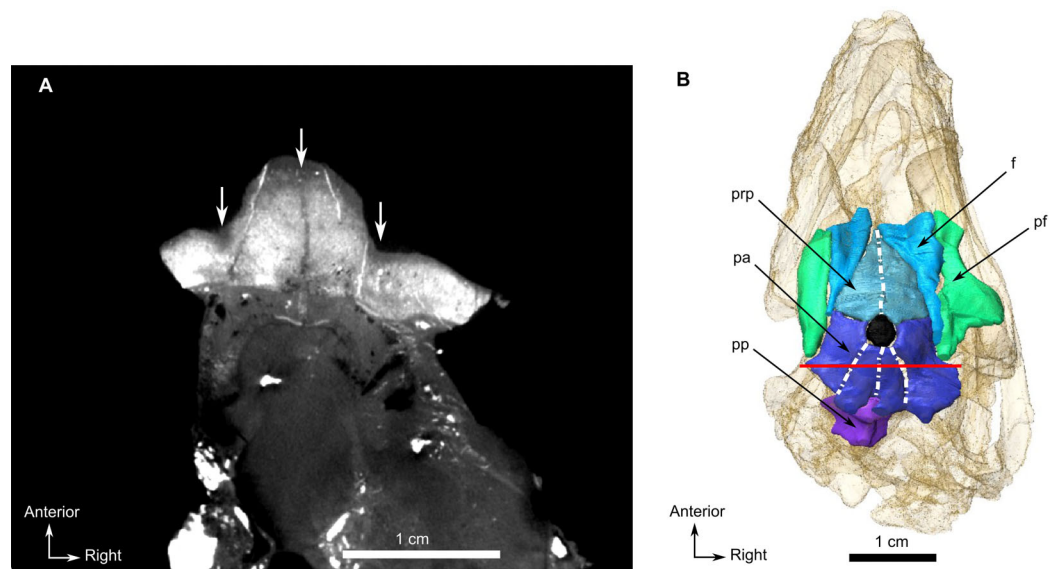 A
Anterior
Right
1 cm
B
f
prp
pf
pa
pp
Anterior
Right
1 cm